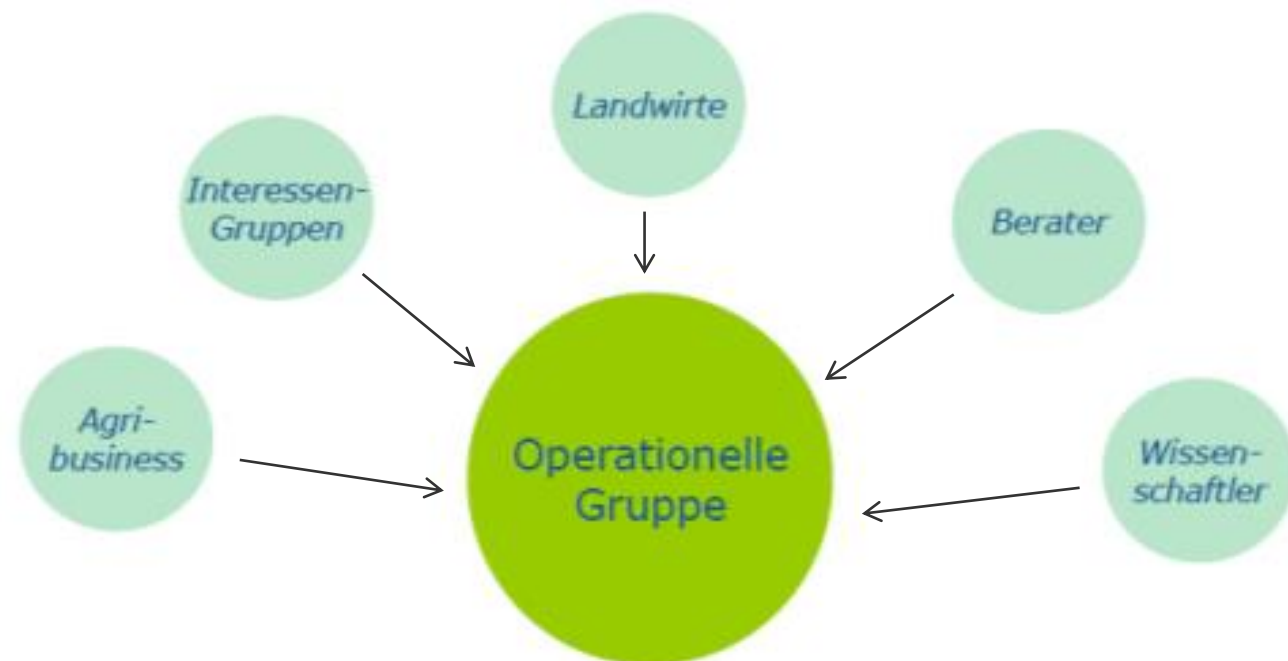 Landwirte
Interessen-
Gruppen
Berater
Agri-
business
Operationelle
Gruppe
Wissen-
schaftler